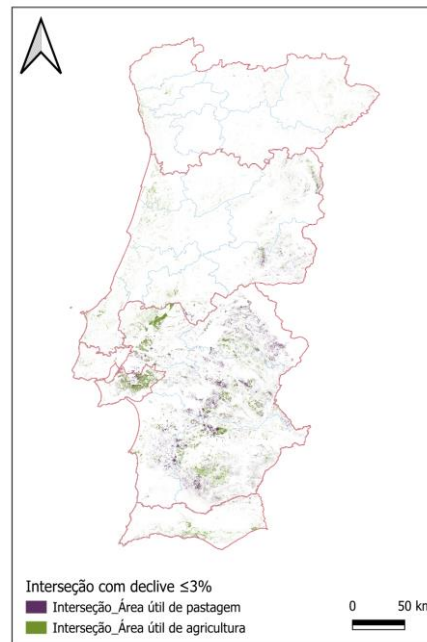 Interseção com declive ≤3%
Interseção_Área útil de pastagem
Interseção_Área útil de agricultura
0 50 km